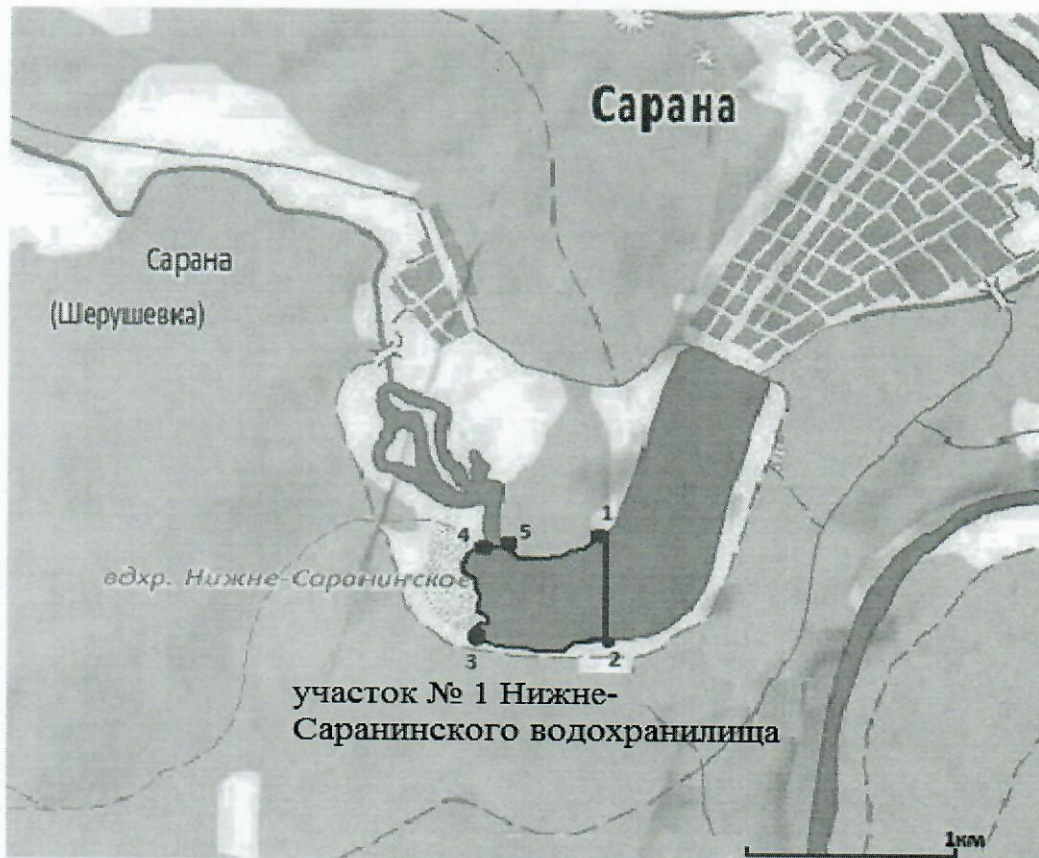 Сарана
Сарана
(Шерушевка)
1
4
5
вдхр. Нижне-Саранинское
3
2
участок № 1 Нижне-
Саранинского водохранилища
1км